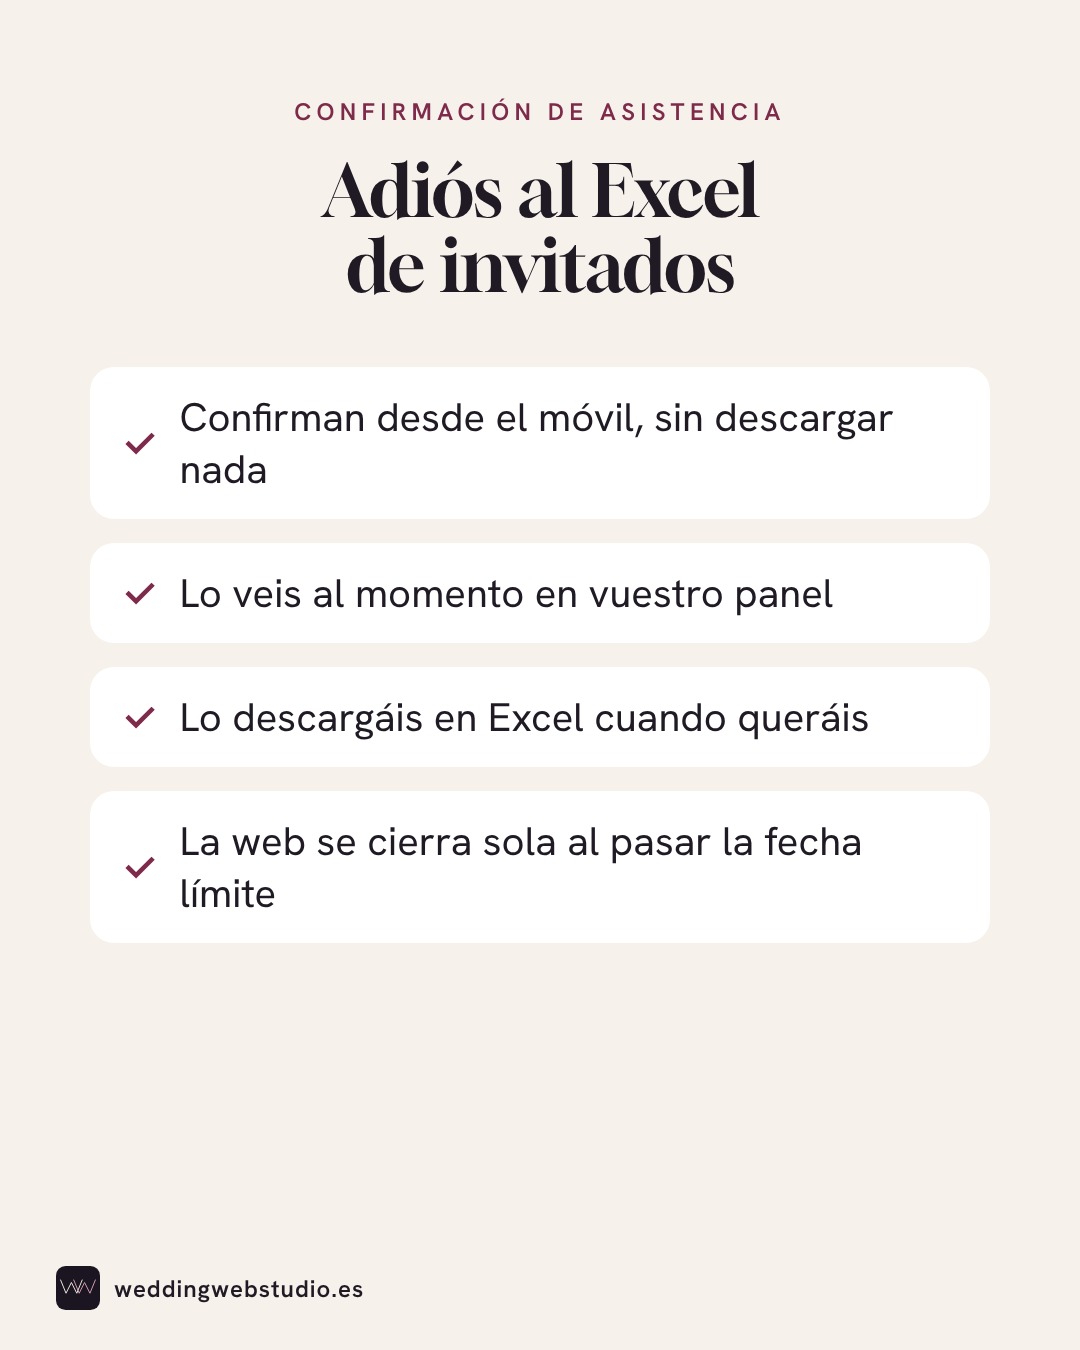 CONFIRMACIÓN DE ASISTENCIA
Adiós al Excel
de invitados
Confirman desde el móvil, sin descargar
nada
Lo veis al momento en vuestro panel
Lo descargáis en Excel cuando queráis
La web se cierra sola al pasar la fecha
límite
weddingwebstudio.es